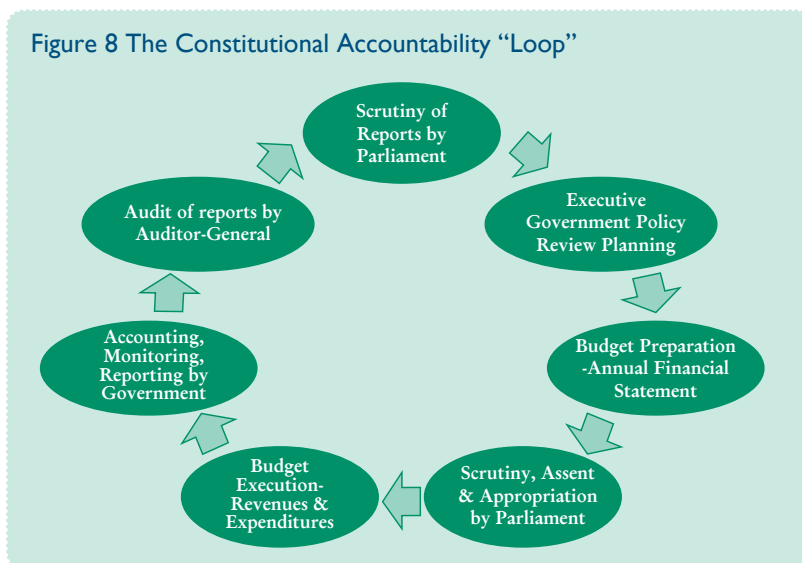 Figure 8 The Constitutional Accountability “Loop”
Scrutiny of
Reports by
Parliament
Executive
Government Policy
Review Planning
Budget Preparation
-Annual Financial
Statement
Scrutiny, Assent
& Appropriation
by Parliament
Budget
Execution-
Revenues &
Expenditures
Accounting,
Monitoring,
Reporting by
Government
Audit of reports by
Auditor-General